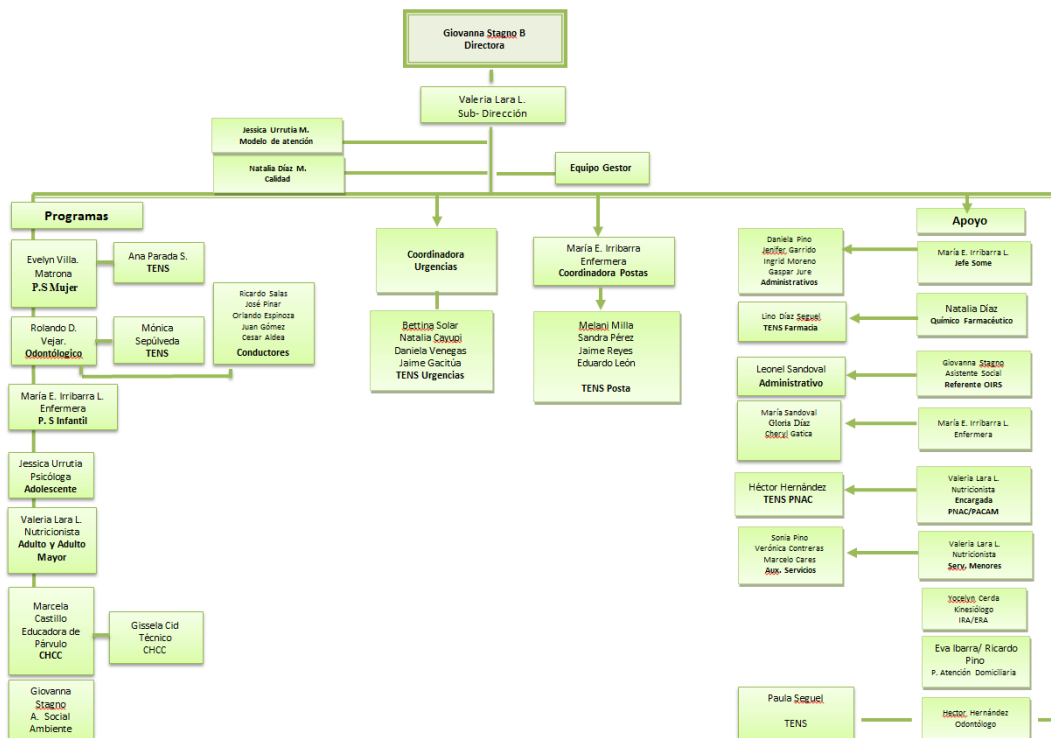 Giovanna Stagno B
Directora
Valeria Lara L.
Sub- Dirección
Jessica Urrutia M.
Modelo de atención
Natalia Díaz M.
Calidad
Equipo Gestor
Programas
Evelyn Villa.
Matrona
P.S Mujer
Ana Parada S.
TENS
Rolando D.
Vejar.
Odontólogico
Mónica
Sepúlveda
TENS
Ricardo Salas
José Pinar
Orlando Espinoza
Juan Gómez
Cesar Aldea
Conductores
María E. Irribarra L.
Enfermera
P. S Infantil
Jessica Urrutia
Psicóloga
Adolescente
Valeria Lara L.
Nutricionista
Adulto y Adulto
Mayor
Marcela
Castillo
Educadora de
Párvulo
CHCC
Gissela Cid
Técnico
CHCC
Giovanna
Stagno
A. Social
Ambiente
Coordinadora
Urgencias
Bettina Solar
Natalia Cayupi
Daniela Venegas
Jaime Gacitúa
TENS Urgencias
María E. Irribarra
Enfermera
Coordinadora Postas
Melani Milla
Sandra Pérez
Jaime Reyes
Eduardo León
TENS Posta
Apoyo
Daniela Pino
Jenifer Garrido
Ingrid Moreno
Gaspar Jure
Administrativos
María E. Irribarra L.
Jefe Some
Lino Díaz Seguel
TENS Farmacia
Natalia Díaz
Químico Farmacéutico
Leonel Sandoval
Administrativo
Giovanna Stagno
Asistente Social
Referente OIRS
María Sandoval
Gloria Díaz
Cheryl Gatica
María E. Irribarra L.
Enfermera
Héctor Hernández
TENS PNAC
Valeria Lara L.
Nutricionista
Encargada
PNAC/PACAM
Sonia Pino
Verónica Contreras
Marcelo Cares
Aux. Servicios
Valeria Lara L.
Nutricionista
Serv. Menores
Yocelyn Cerda
Kinesiólogo
IRA/ERA
Eva Ibarra/ Ricardo
Pino
P. Atención Domiciliaria
Paula Seguel
TENS
Hector Hernández
Odontólogo